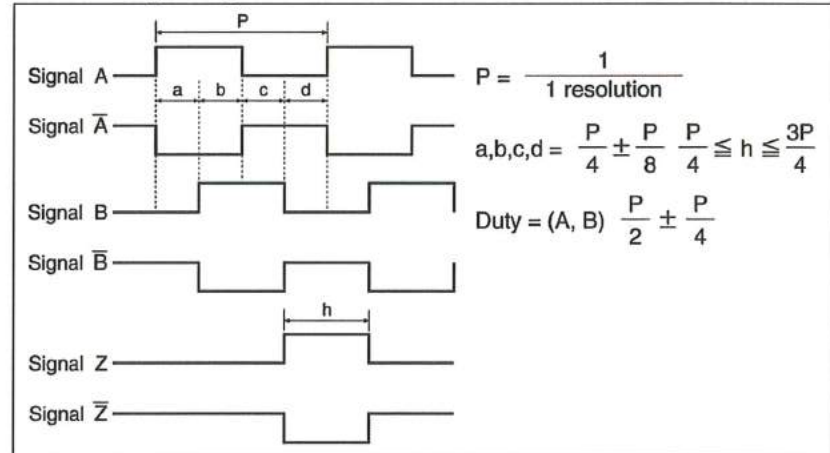 P
Signal A
a b c d
Signal A̅
Signal B
Signal B̅
h
Signal Z
Signal Z̅
P = 1 / 1 resolution
a,b,c,d = P/4 ± P/8 P/4 ≦ h ≦ 3P/4
Duty = (A, B) P/2 ± P/4